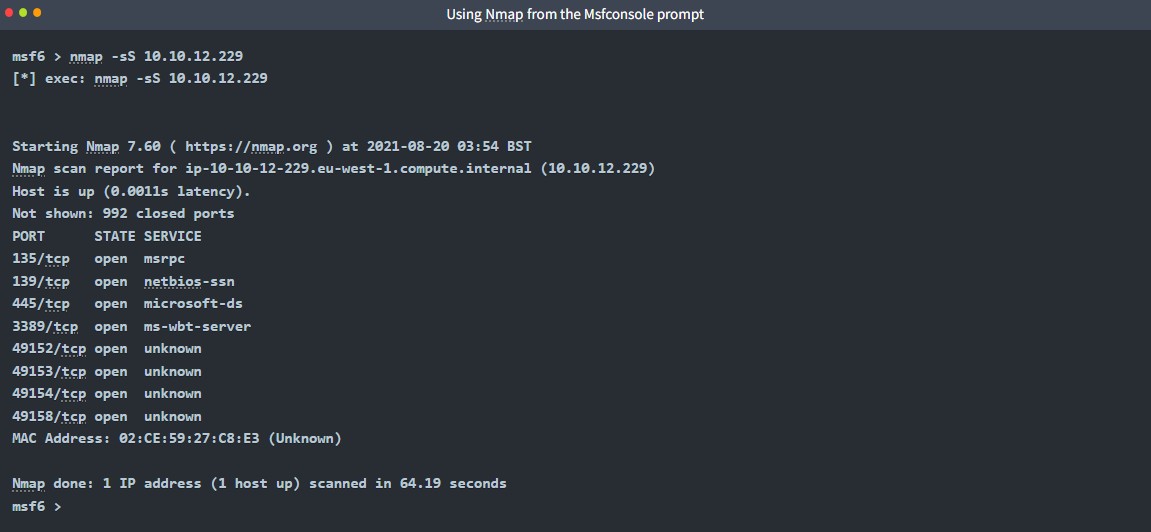 Using Nmap from the Msfconsole prompt
msf6 > nmap -sS 10.10.12.229
[*] exec: nmap -sS 10.10.12.229
Starting Nmap 7.60 ( https://nmap.org ) at 2021-08-20 03:54 BST
Nmap scan report for ip-10-10-12-229.eu-west-1.compute.internal (10.10.12.229)
Host is up (0.0011s latency).
Not shown: 992 closed ports
PORT      STATE SERVICE
135/tcp   open  msrpc
139/tcp   open  netbios-ssn
445/tcp   open  microsoft-ds
3389/tcp  open  ms-wbt-server
49152/tcp open  unknown
49153/tcp open  unknown
49154/tcp open  unknown
49158/tcp open  unknown
MAC Address: 02:CE:59:27:C8:E3 (Unknown)
Nmap done: 1 IP address (1 host up) scanned in 64.19 seconds
msf6 >